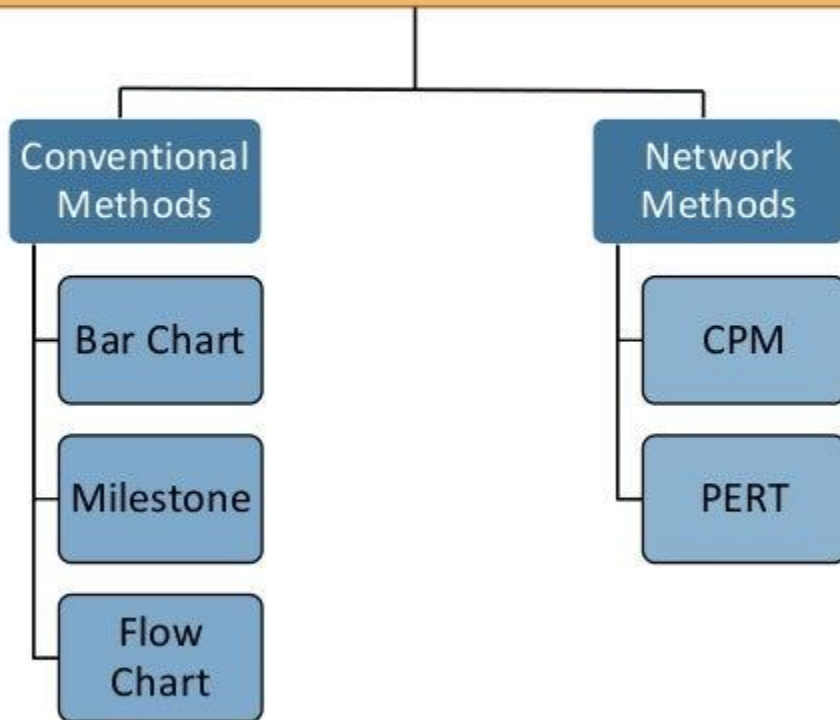 Conventional
Methods
Bar Chart
Milestone
Flow
Chart
Network
Methods
CPM
PERT